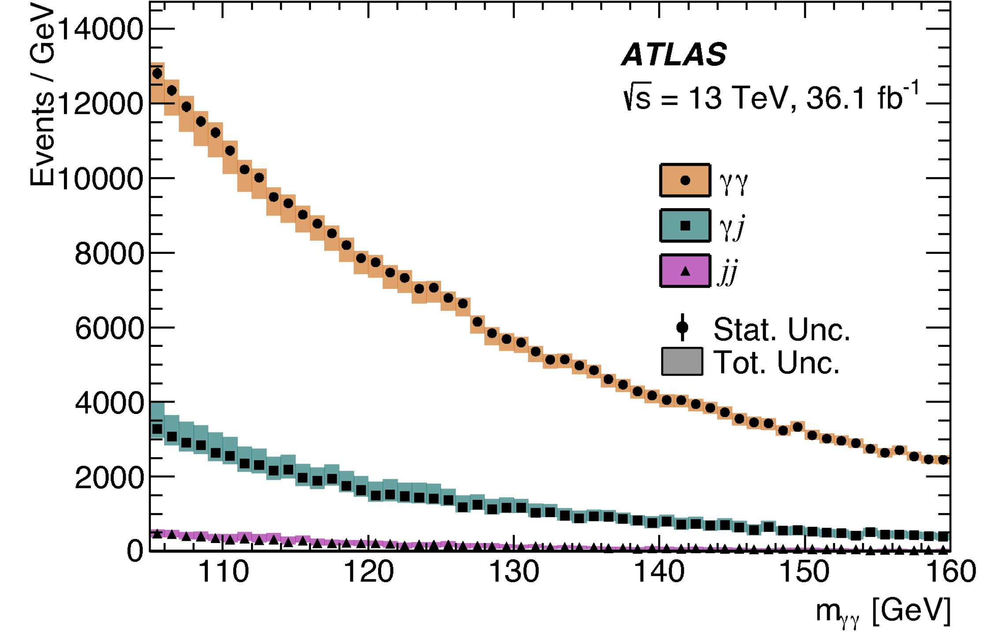 Events / GeV
14000
12000
10000
8000
6000
4000
2000
0
ATLAS
√s = 13 TeV, 36.1 fb⁻¹
γγ
γj
jj
Stat. Unc.
Tot. Unc.
110 120 130 140 150 160
m_γγ [GeV]